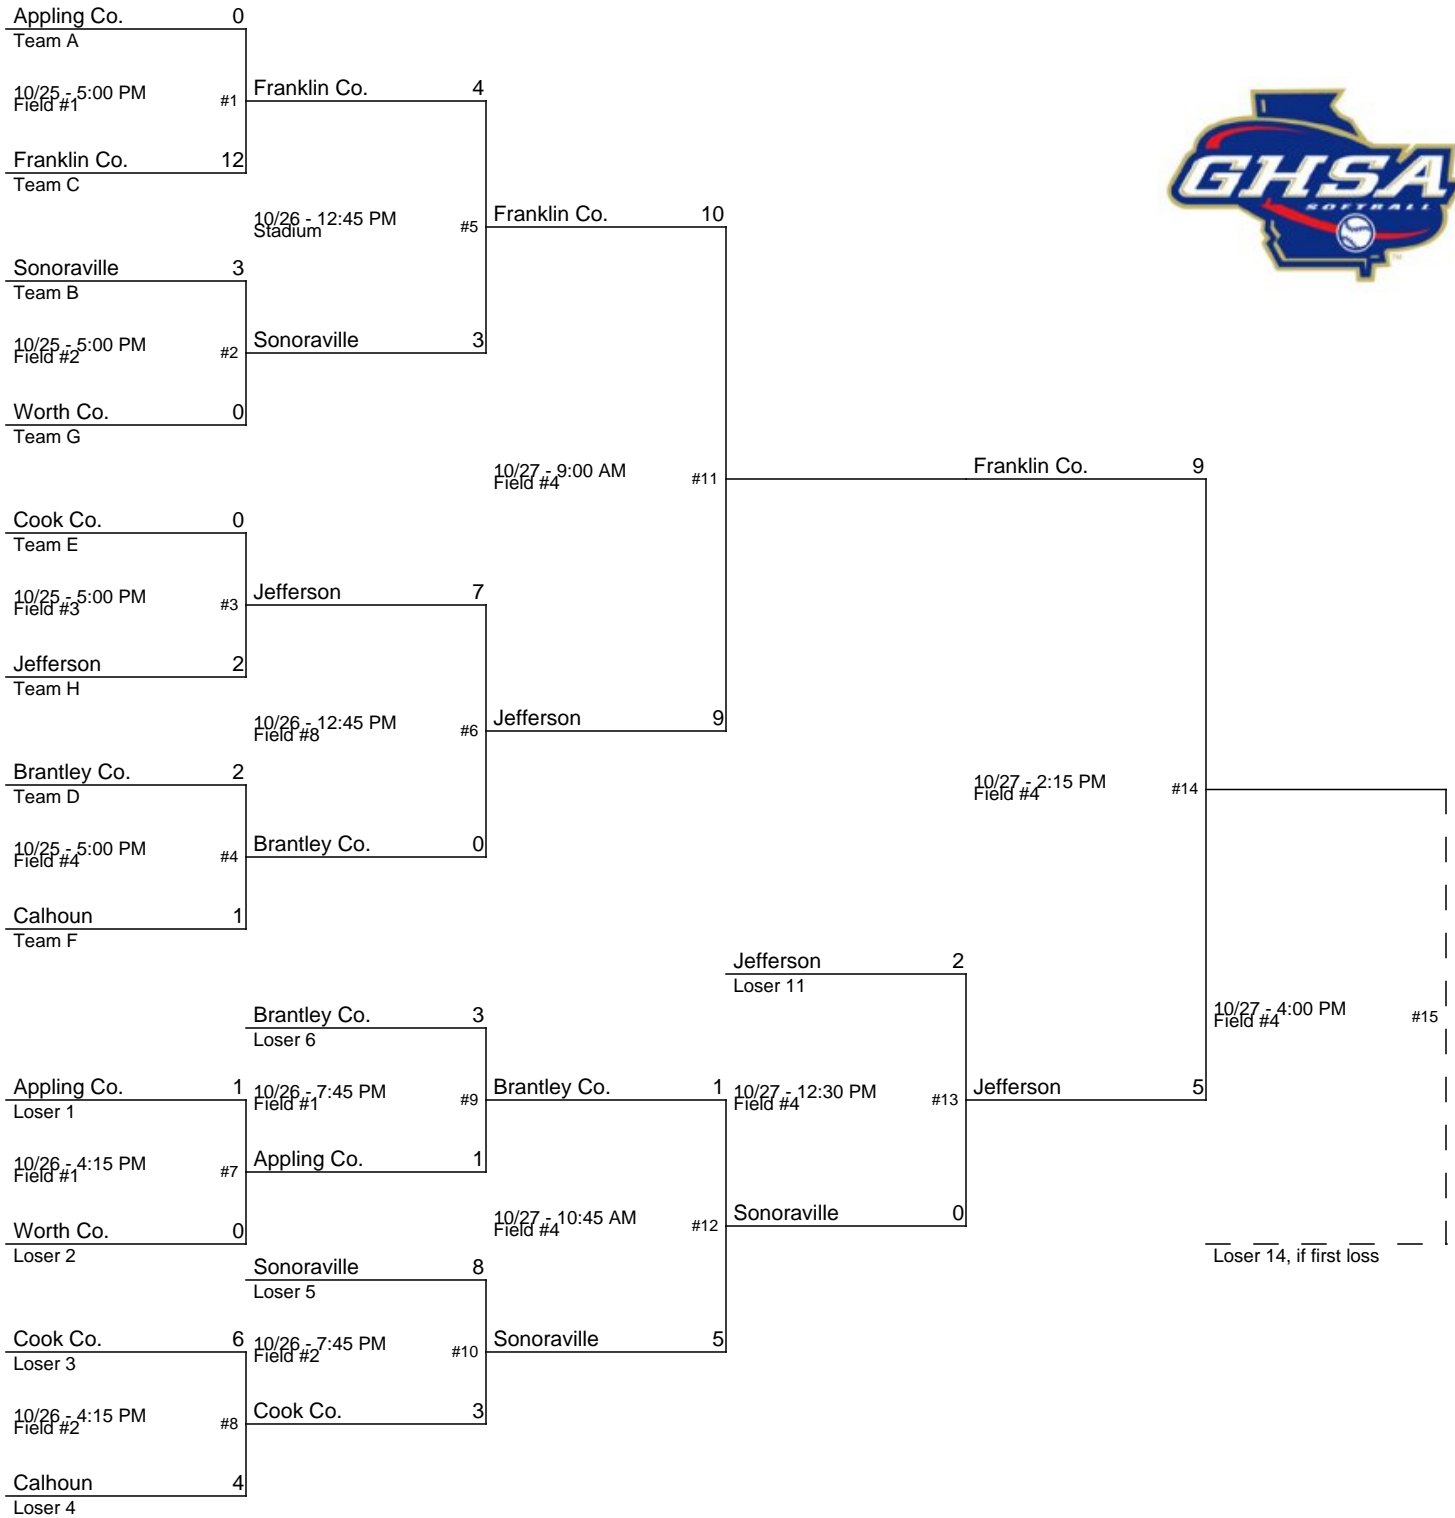 Appling Co. 0
Team A
10/25 - 5:00 PM
Field #1
#1
Franklin Co. 4
Franklin Co. 12
Team C
10/26 - 12:45 PM
Stadium
#5
Franklin Co. 10
Sonoraville 3
Team B
10/25 - 5:00 PM
Field #2
#2
Sonoraville 3
Worth Co. 0
Team G
10/27 - 9:00 AM
Field #4
#11
Franklin Co. 9
Cook Co. 0
Team E
10/25 - 5:00 PM
Field #3
#3
Jefferson 7
Jefferson 2
Team H
10/26 - 12:45 PM
Field #8
#6
Jefferson 9
Brantley Co. 2
Team D
10/27 - 2:15 PM
Field #4
#14
10/25 - 5:00 PM
Field #4
#4
Brantley Co. 0
Calhoun 1
Team F
Jefferson 2
Loser 11
Brantley Co. 3
Loser 6
10/27 - 4:00 PM
Field #4
#15
Appling Co. 1
Loser 1
10/26 - 7:45 PM
Field #1
#9
Brantley Co. 1
10/27 - 12:30 PM
Field #4
#13
Jefferson 5
10/26 - 4:15 PM
Field #1
#7
Appling Co. 1
Worth Co. 0
Loser 2
10/27 - 10:45 AM
Field #4
#12
Sonoraville 0
Loser 14, if first loss
Sonoraville 8
Loser 5
Cook Co. 6
Loser 3
10/26 - 7:45 PM
Field #2
#10
Sonoraville 5
10/26 - 4:15 PM
Field #2
#8
Cook Co. 3
Calhoun 4
Loser 4
GHSA
SOFTBALL
TM